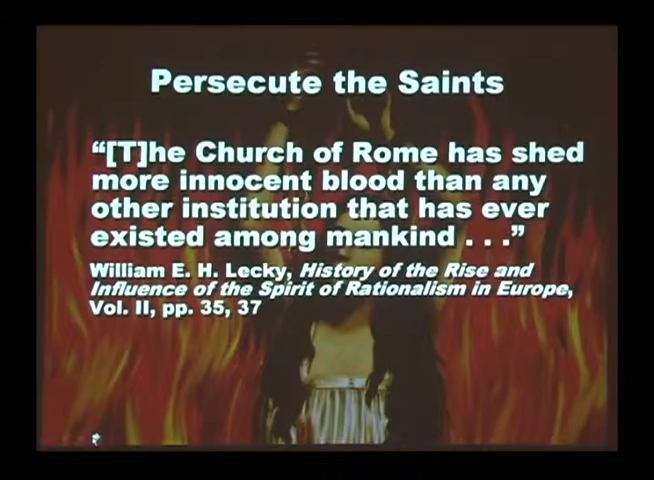 Persecute the Saints
“[T]he Church of Rome has shed
more innocent blood than any
other institution that has ever
existed among mankind . . .”
William E. H. Lecky, History of the Rise and
Influence of the Spirit of Rationalism in Europe,
Vol. II, pp. 35, 37